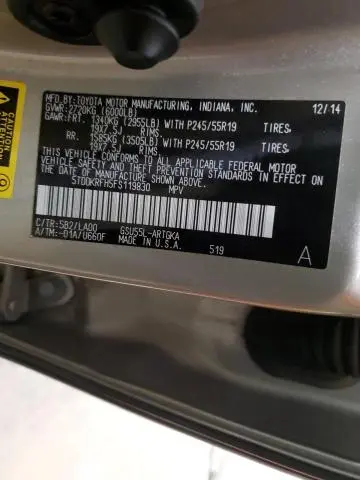 MFD.BY:TOYOTA MOTOR MANUFACTURING, INDIANA, INC. 12/14
GVWR:2720KG (6000LB)
GAWR:FRT. 1340KG (2955LB) WITH P245/55R19 TIRES,
19X7.5J RIMS,
RR. 1585KG (3505LB) WITH P245/55R19 TIRES,
19X7.5J RIMS,
THIS VEHICLE CONFORMS TO ALL APPLICABLE FEDERAL MOTOR
VEHICLE SAFETY AND THEFT PREVENTION STANDARDS IN EFFECT
ON THE DATE OF MANUFACTURE SHOWN ABOVE.
5TDDKRFH5FS119830 MPV
C/TR:5B2/LA00 GSU55L-ARTGKA
A/TM:-01A/U660F MADE IN U.S.A. 519 A
CAUTION